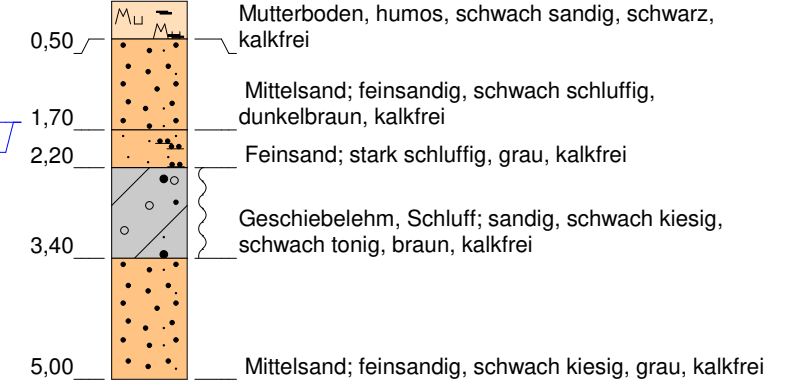 Mu
Mu
Mutterboden, humos, schwach sandig, schwarz,
kalkfrei
0,50
Mittelsand; feinsandig, schwach schluffig,
dunkelbraun, kalkfrei
1,70
Feinsand; stark schluffig, grau, kalkfrei
2,20
Geschiebelehm, Schluff; sandig, schwach kiesig,
schwach tonig, braun, kalkfrei
3,40
Mittelsand; feinsandig, schwach kiesig, grau, kalkfrei
5,00